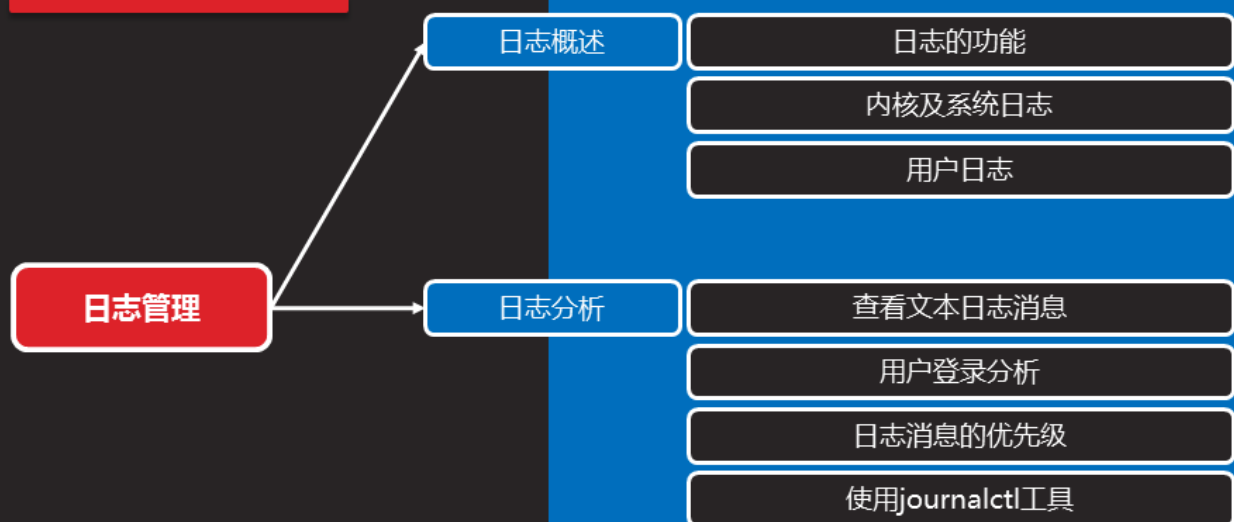 日志概述
日志的功能
内核及系统日志
用户日志
日志管理
日志分析
查看文本日志消息
用户登录分析
日志消息的优先级
使用journalctl工具